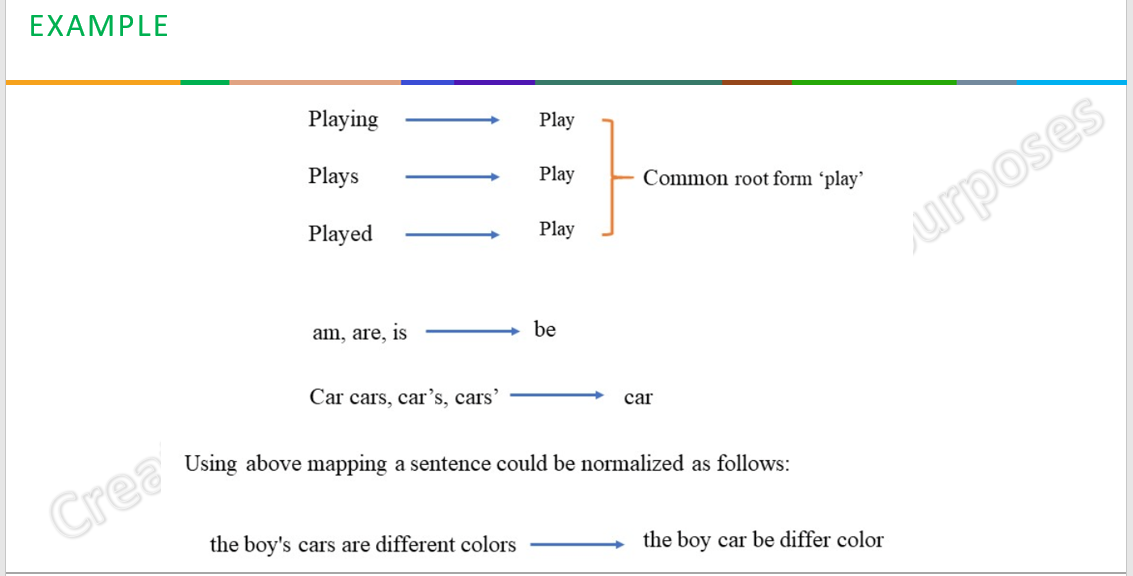 EXAMPLE
Playing Play
Plays Play Common root form ‘play’
Played Play
am, are, is be
Car cars, car’s, cars’ car
Using above mapping a sentence could be normalized as follows:
the boy's cars are different colors the boy car be differ color